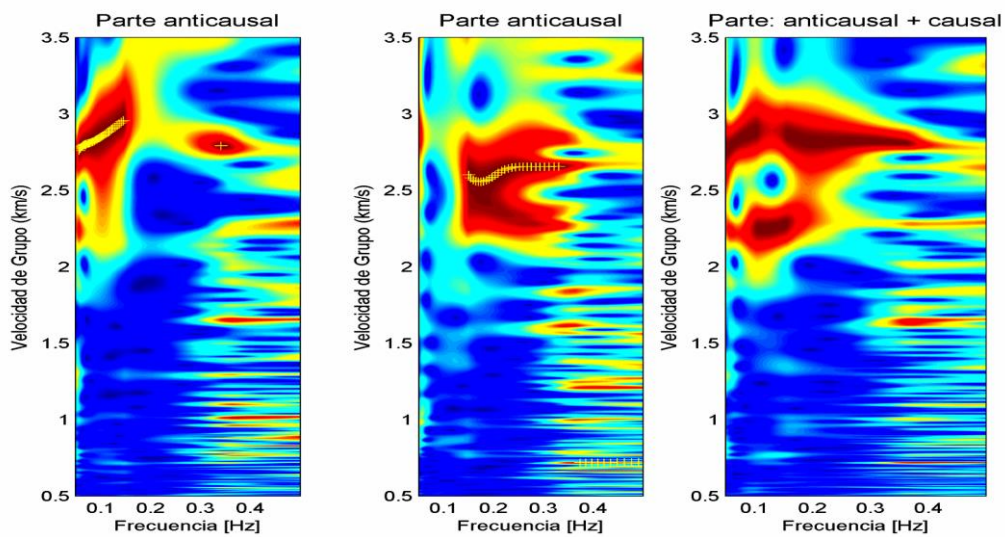 Parte anticausal
Parte anticausal
Parte: anticausal + causal
Velocidad de Grupo (km/s)
3.5
3
2.5
2
1.5
1
0.5
0.1 0.2 0.3 0.4
Frecuencia [Hz]
Velocidad de Grupo (km/s)
3.5
3
2.5
2
1.5
1
0.5
0.1 0.2 0.3 0.4
Frecuencia [Hz]
Velocidad de Grupo (km/s)
3.5
3
2.5
2
1.5
1
0.5
0.1 0.2 0.3 0.4
Frecuencia [Hz]